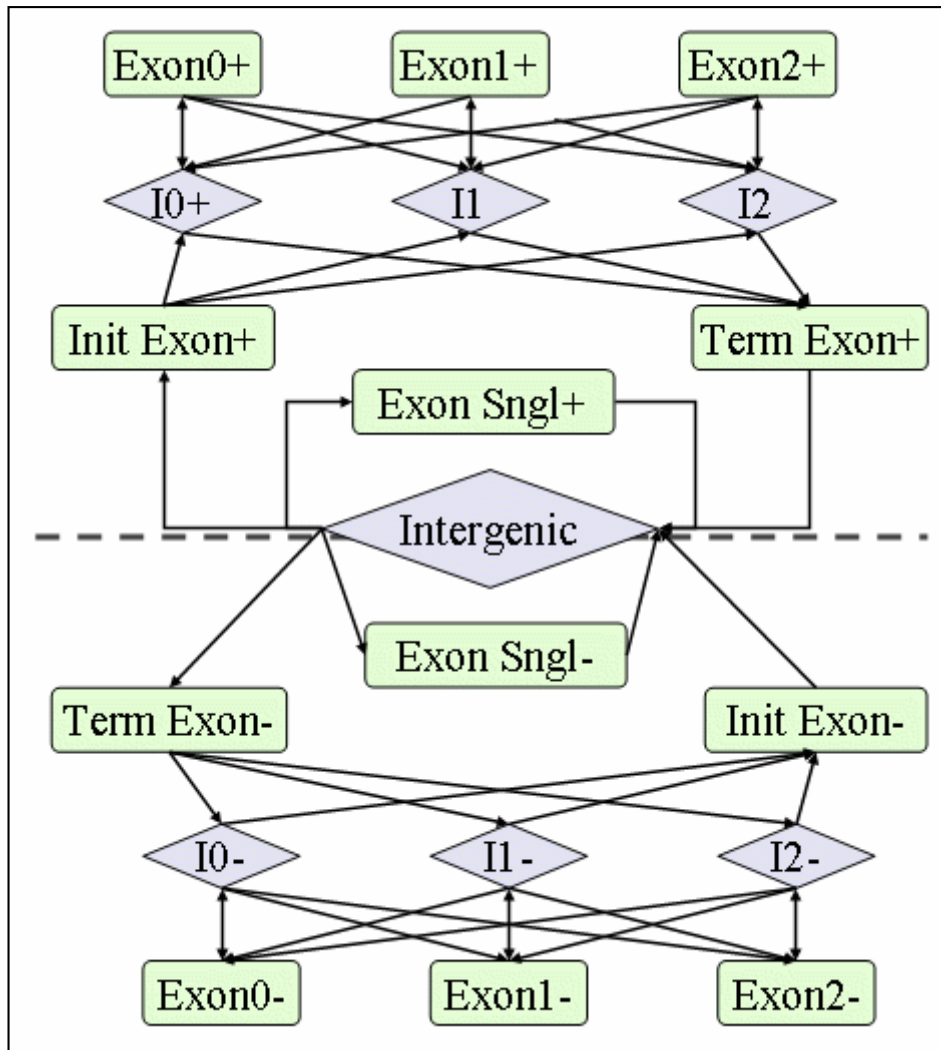 Exon0+
Exon1+
Exon2+
I0+
I1
I2
Init Exon+
Term Exon+
Exon Sngl+
Intergenic
Exon Sngl-
Term Exon-
Init Exon-
I0-
I1-
I2-
Exon0-
Exon1-
Exon2-